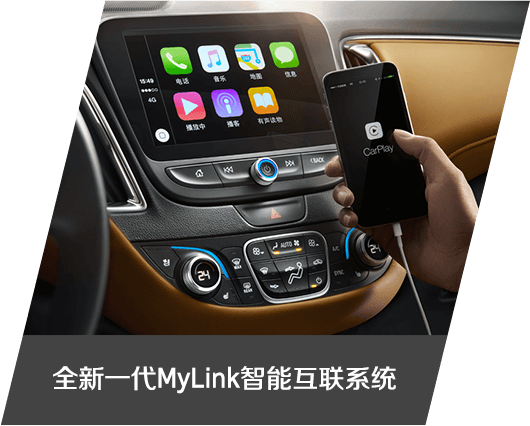 电话
音乐
地图
信息
15:49
4G
播放中
播客
有声读物
CarPlay
BACK
24
AUTO
A/C
SYNC
REAR
24
全新一代MyLink智能互联系统